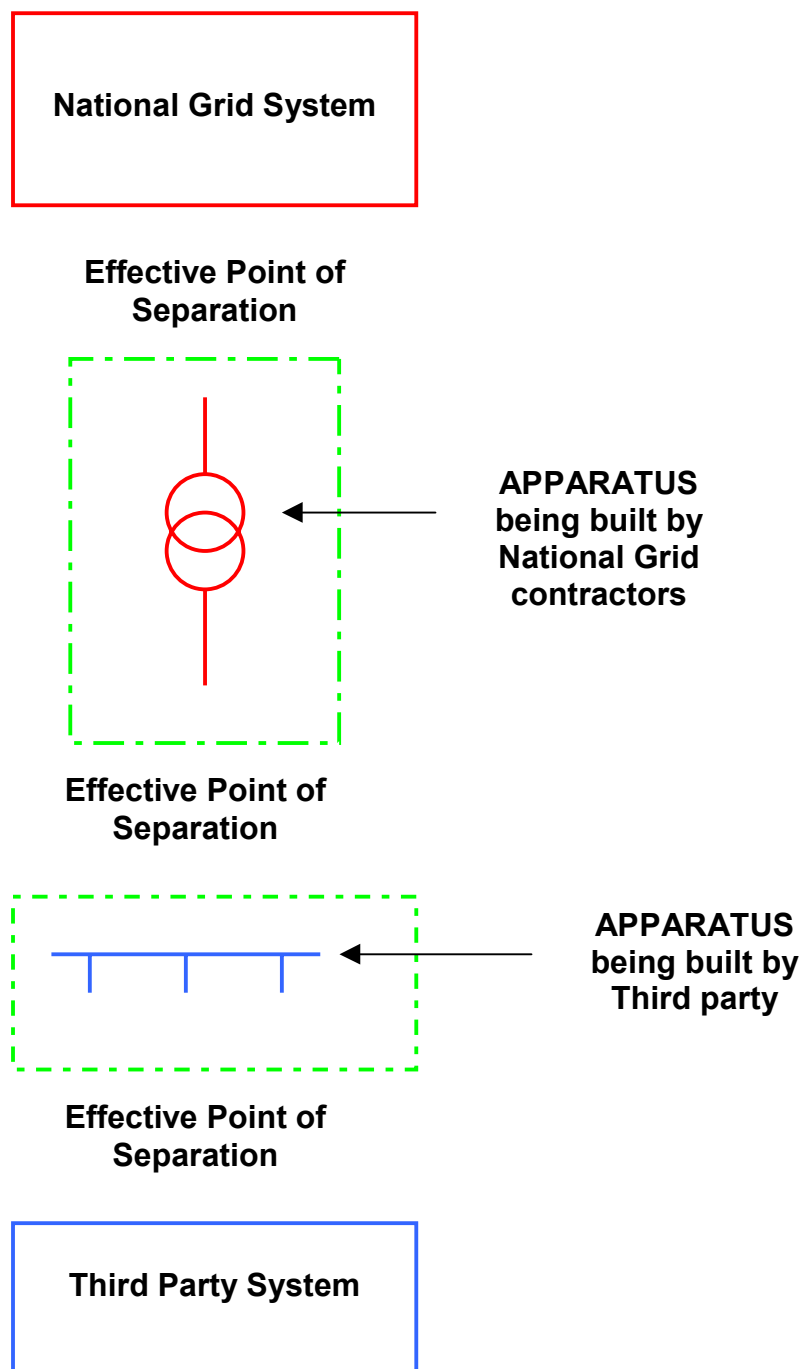 National Grid System
Effective Point of
Separation
APPARATUS
being built by
National Grid
contractors
Effective Point of
Separation
APPARATUS
being built by
Third party
Effective Point of
Separation
Third Party System